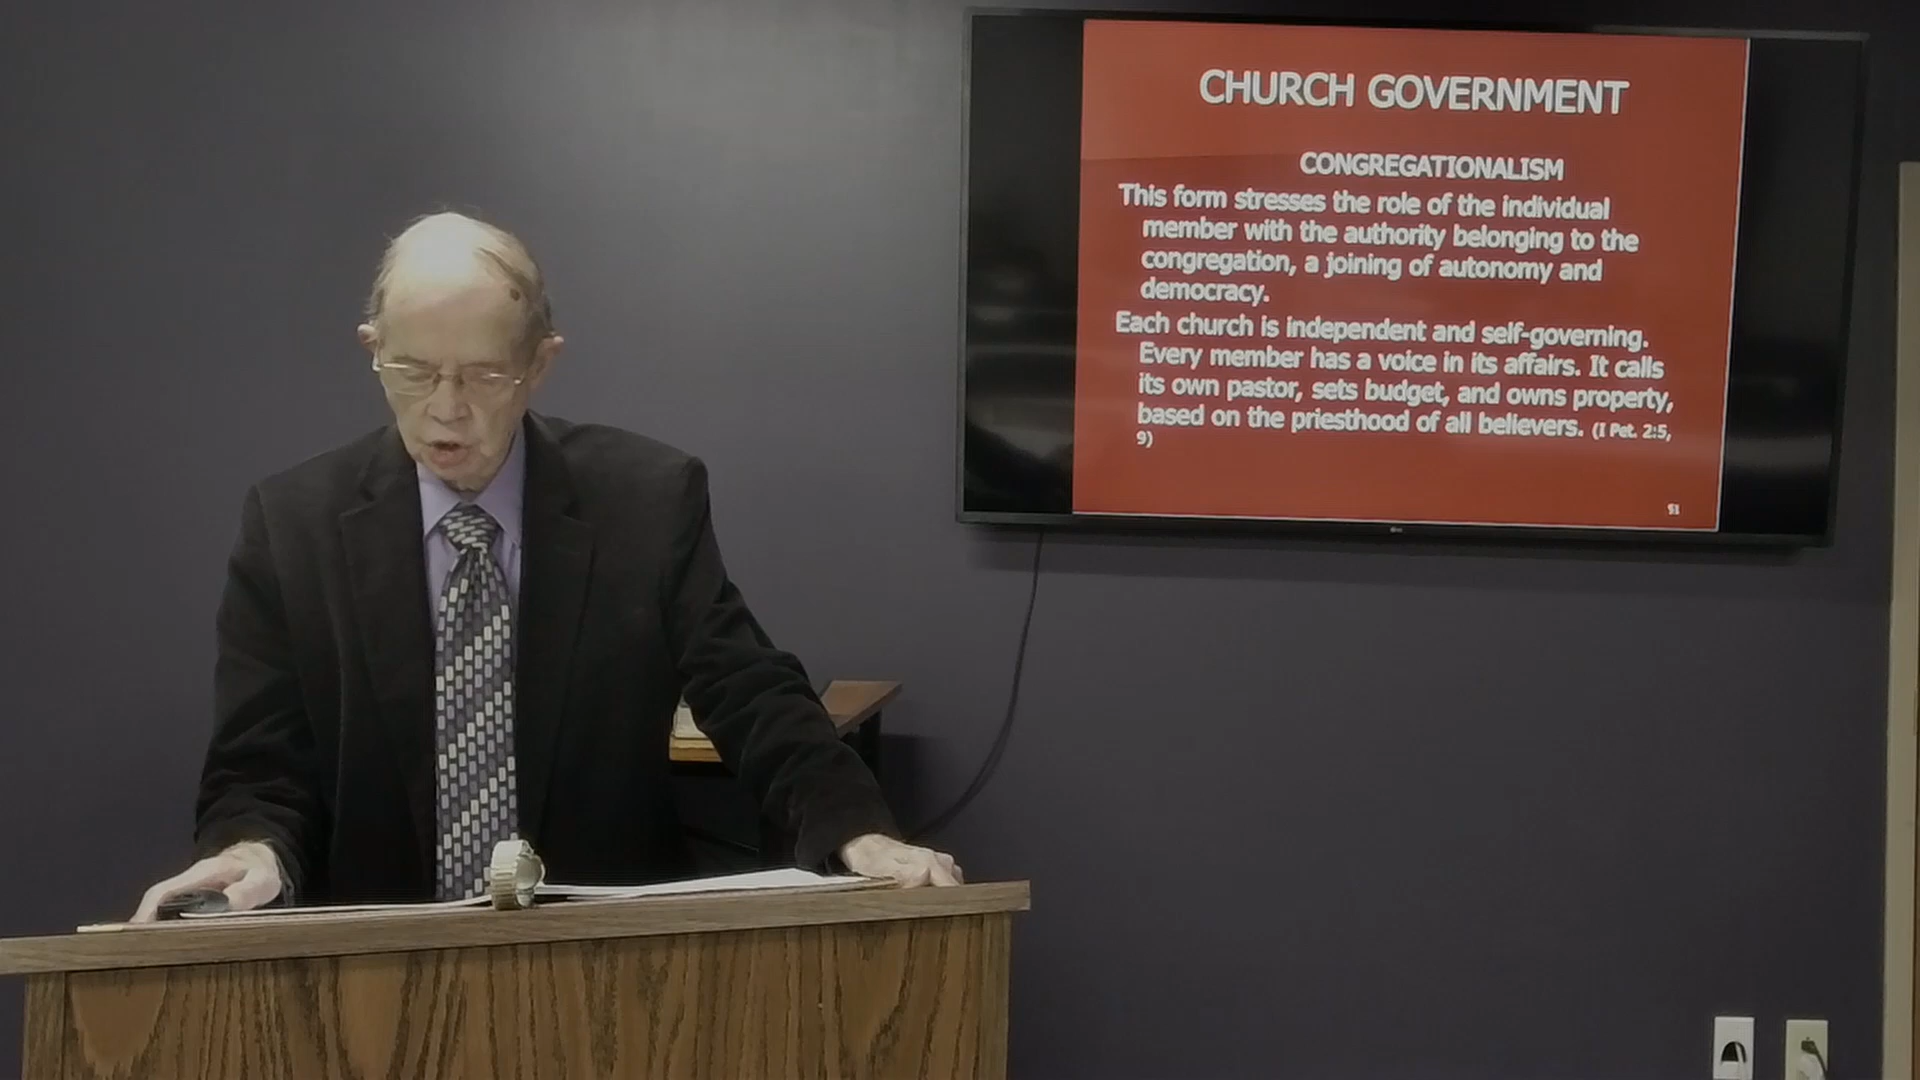 CHURCH GOVERNMENT
CONGREGATIONALISM
This form stresses the role of the individual
member with the authority belonging to the
congregation, a joining of autonomy and
democracy.
Each church is independent and self-governing.
Every member has a voice in its affairs. It calls
its own pastor, sets budget, and owns property,
based on the priesthood of all believers. (I Pet. 2:5,
9)
51